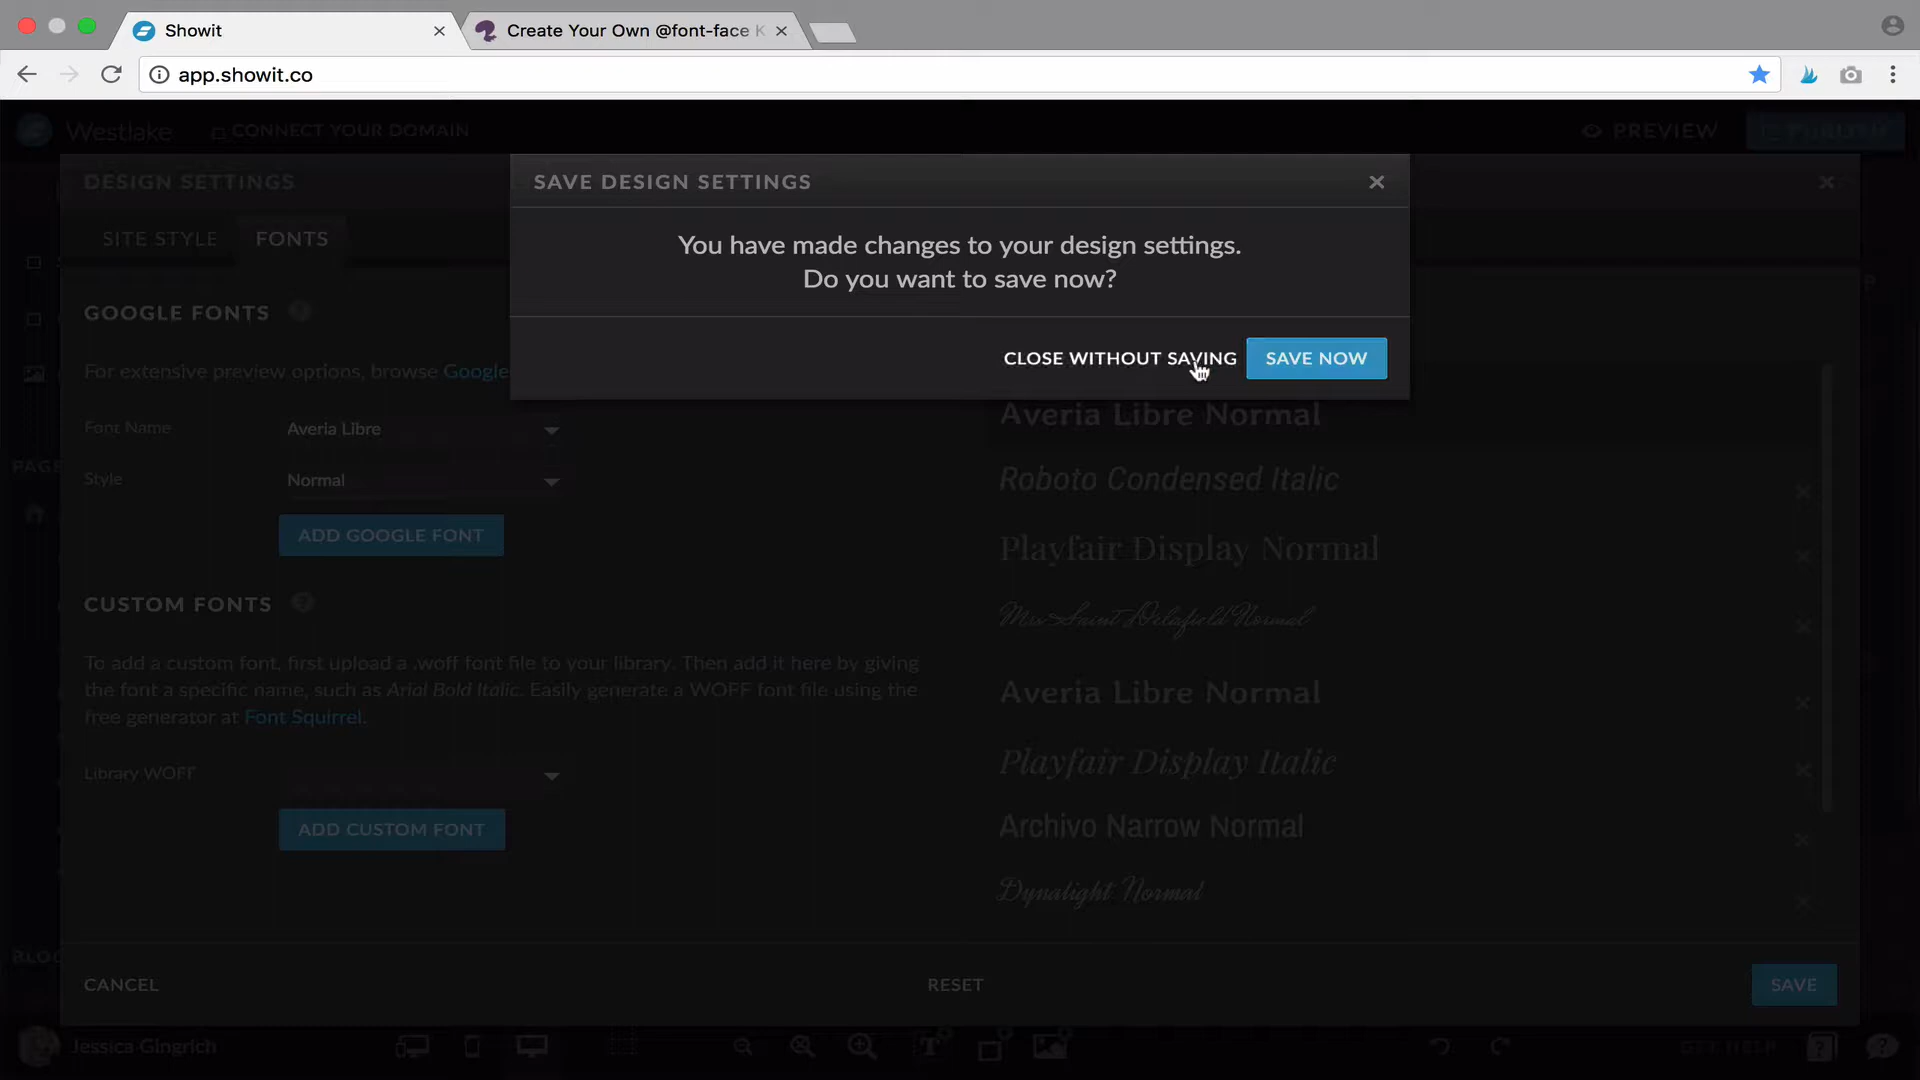 Showit
Create Your Own @font-face K
app.showit.co
Westlake
CONNECT YOUR DOMAIN
PREVIEW
PUBLISH
DESIGN SETTINGS
SAVE DESIGN SETTINGS
SITE STYLE
FONTS
You have made changes to your design settings.
Do you want to save now?
CLOSE WITHOUT SAVING
SAVE NOW
GOOGLE FONTS
For extensive preview options, browse Google
Font Name
Averia Libre
Averia Libre Normal
Style
Normal
Roboto Condensed Italic
ADD GOOGLE FONT
Playfair Display Normal
CUSTOM FONTS
Mrs Saint Delafield Normal
To add a custom font, first upload a .woff font file to your library. Then add it here by giving
the font a specific name, such as Arial Bold Italic. Easily generate a WOFF font file using the
free generator at Font Squirrel.
Averia Libre Normal
Library WOFF
Playfair Display Italic
ADD CUSTOM FONT
Archivo Narrow Normal
Dynalight Normal
CANCEL
RESET
SAVE
Jessica Gingrich
GET HELP